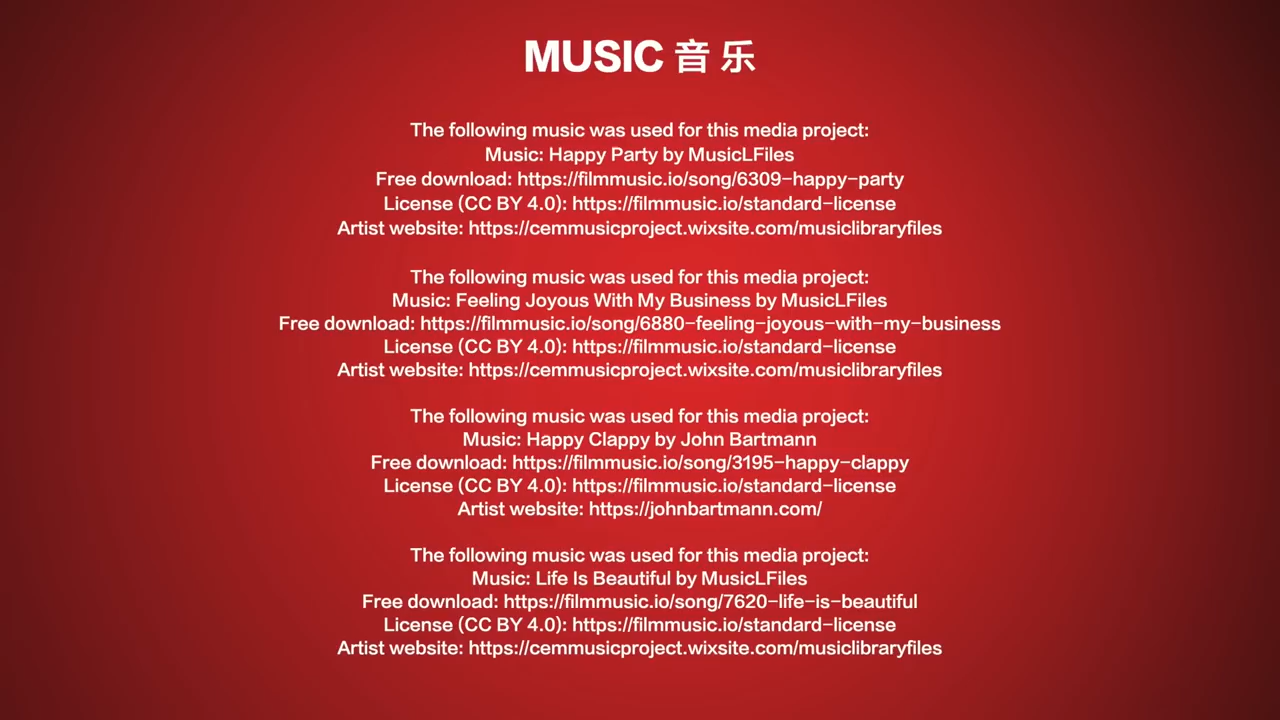 MUSIC 音乐
The following music was used for this media project:
Music: Happy Party by MusicLFiles
Free download: https://filmmusic.io/song/6309-happy-party
License (CC BY 4.0): https://filmmusic.io/standard-license
Artist website: https://cemmusicproject.wixsite.com/musiclibraryfiles
The following music was used for this media project:
Music: Feeling Joyous With My Business by MusicLFiles
Free download: https://filmmusic.io/song/6880-feeling-joyous-with-my-business
License (CC BY 4.0): https://filmmusic.io/standard-license
Artist website: https://cemmusicproject.wixsite.com/musiclibraryfiles
The following music was used for this media project:
Music: Happy Clappy by John Bartmann
Free download: https://filmmusic.io/song/3195-happy-clappy
License (CC BY 4.0): https://filmmusic.io/standard-license
Artist website: https://johnbartmann.com/
The following music was used for this media project:
Music: Life Is Beautiful by MusicLFiles
Free download: https://filmmusic.io/song/7620-life-is-beautiful
License (CC BY 4.0): https://filmmusic.io/standard-license
Artist website: https://cemmusicproject.wixsite.com/musiclibraryfiles